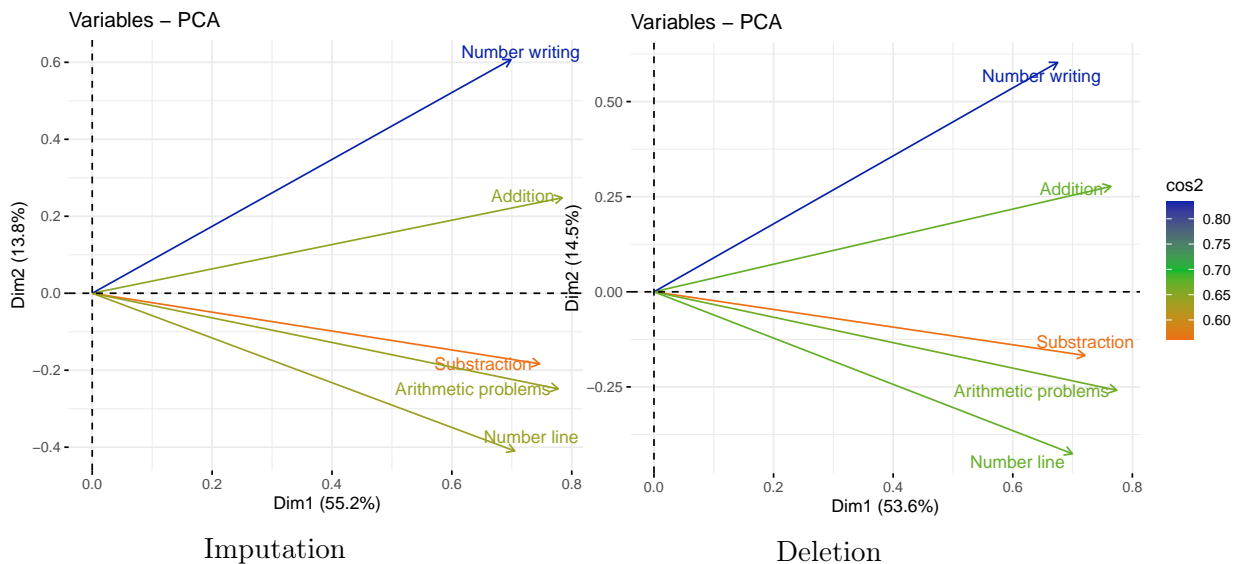 Variables − PCA
Number writing
Addition
Substraction
Arithmetic problems
Number line
0.6
0.4
0.2
0.0
−0.2
−0.4
0.0
0.2
0.4
0.6
0.8
Dim2 (13.8%)
Dim1 (55.2%)
Imputation
Variables − PCA
Number writing
Addition
Substraction
Arithmetic problems
Number line
0.50
0.25
0.00
−0.25
0.0
0.2
0.4
0.6
0.8
Dim2 (14.5%)
Dim1 (53.6%)
Deletion
cos2
0.80
0.75
0.70
0.65
0.60